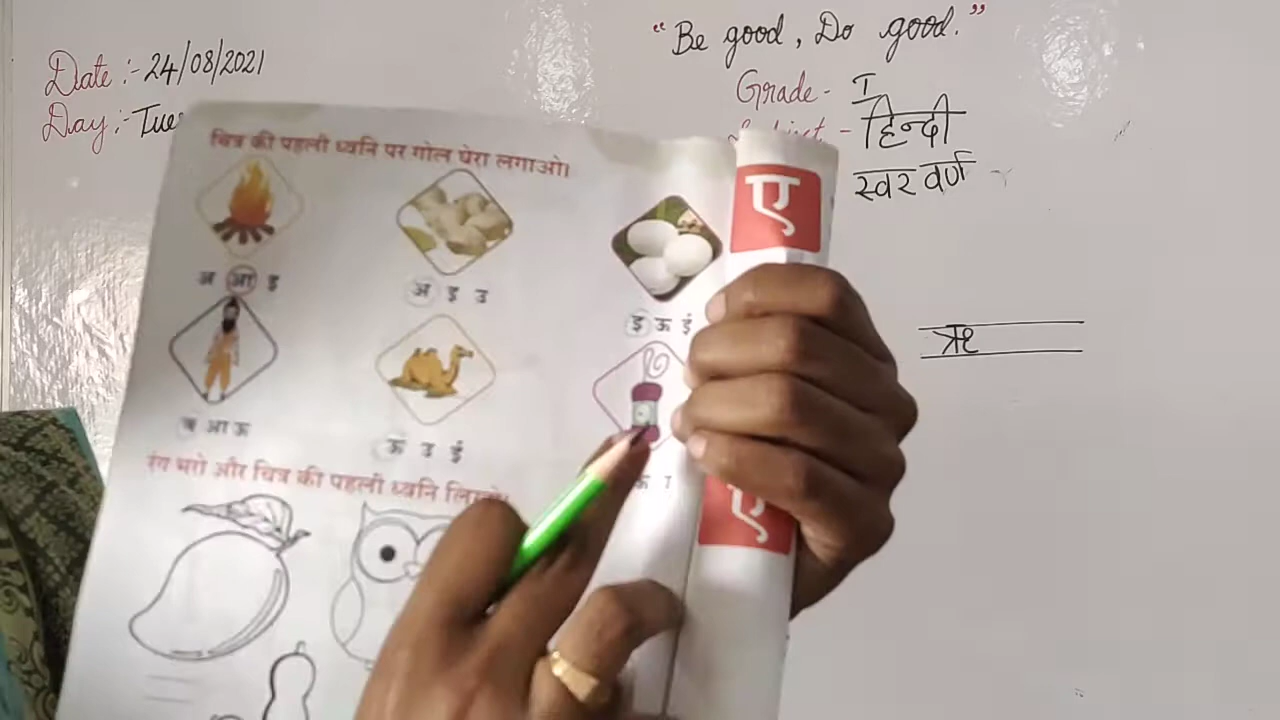 "Be good, Do good."
Date :- 24/08/2021
Grade - I
Day :- Tue
- हिन्दी
स्वर वर्ण
चित्र की पहली ध्वनि पर गोल घेरा लगाओ।
ए
अ आ इ
अ इ उ
इ ऊ ई
ऋ
आ ऊ
ऊ उ ई
रंग भरो और चित्र की पहली ध्वनि
ए